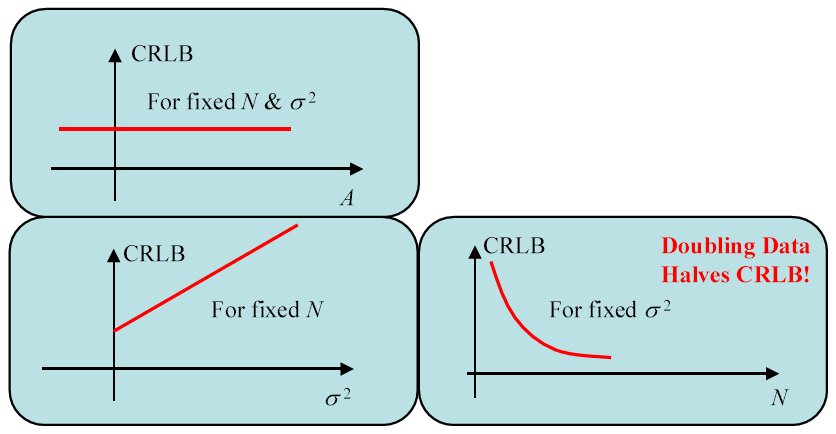 CRLB
For fixed N & σ²
A
CRLB
For fixed N
σ²
CRLB
Doubling Data
Halves CRLB!
For fixed σ²
N